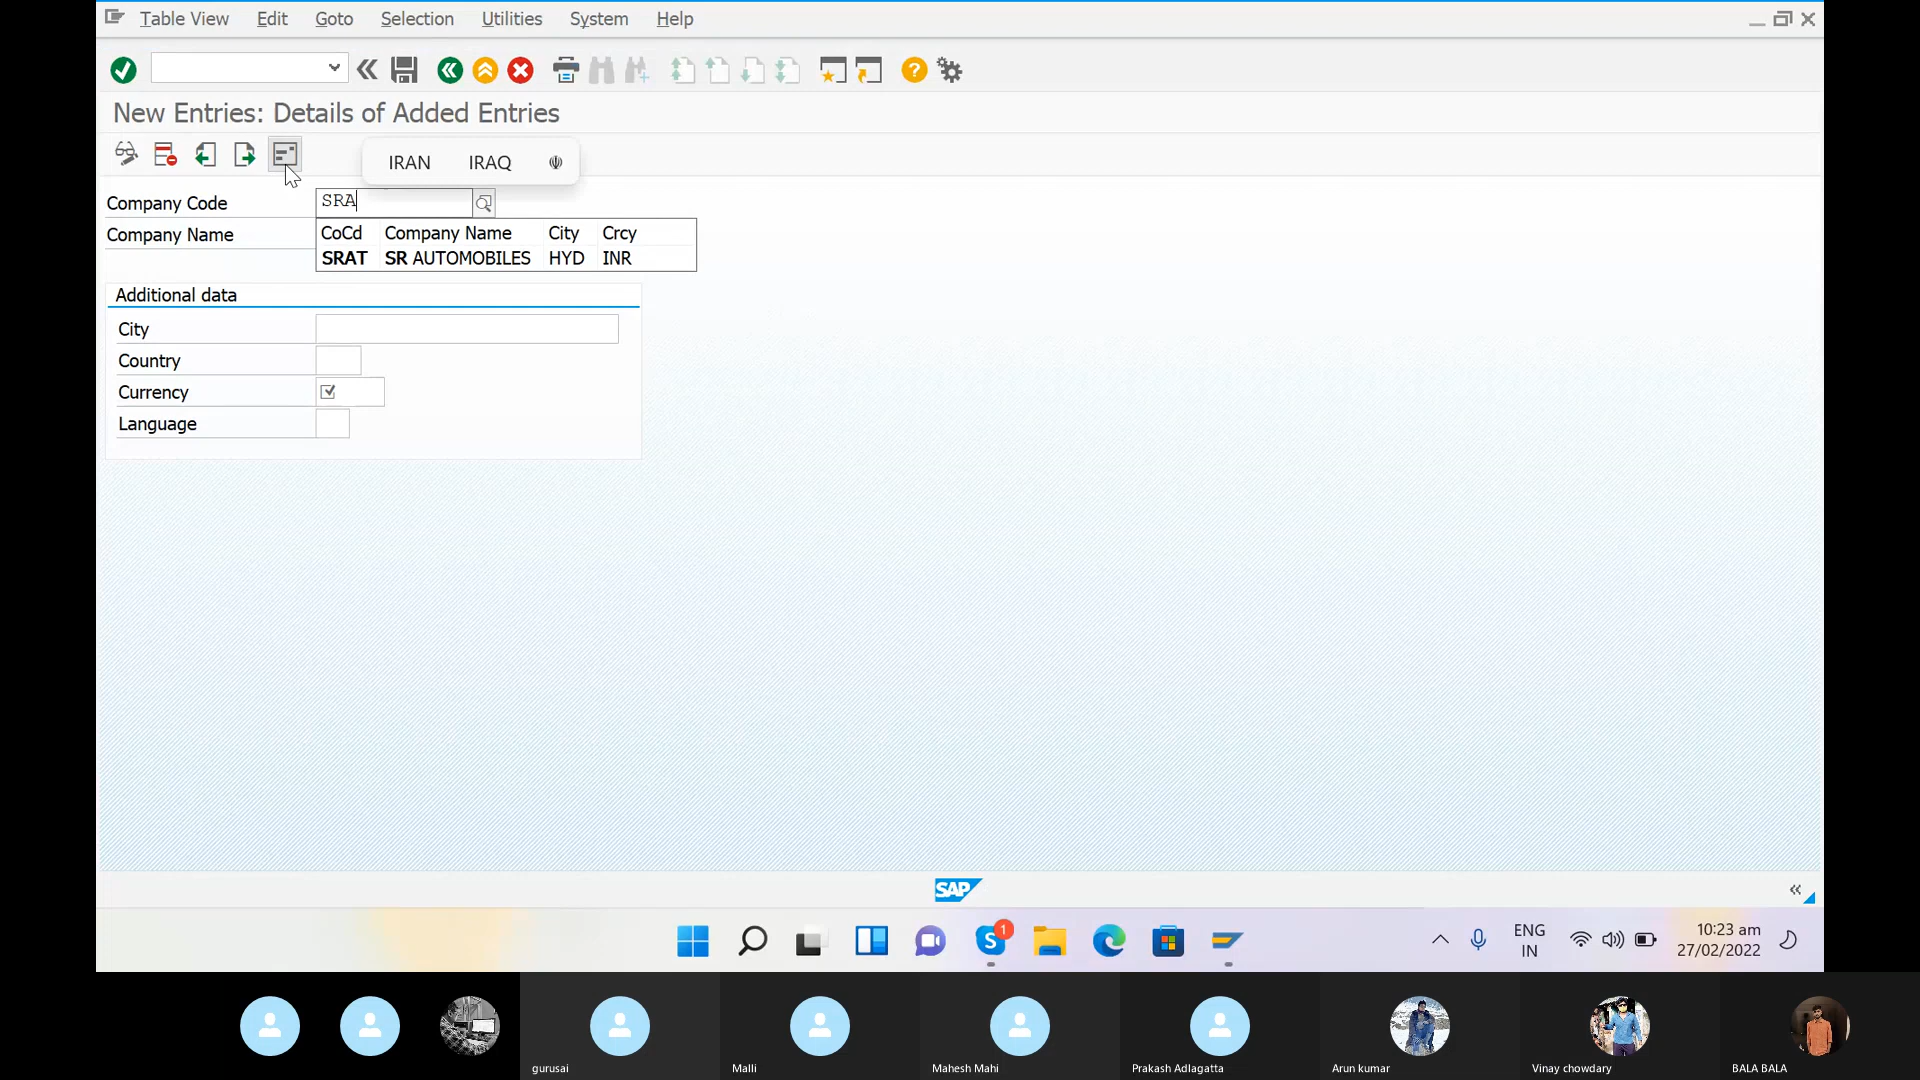 Table View Edit Goto Selection Utilities System Help
New Entries: Details of Added Entries
IRAN IRAQ
Company Code SRA
Company Name
CoCd Company Name City Crcy
SRAT SR AUTOMOBILES HYD INR
Additional data
City
Country
Currency
Language
SAP
1
ENG
IN
10:23 am
27/02/2022
gurusai Malli Mahesh Mahi Prakash Adlagatta Arun kumar Vinay chowdary BALA BALA